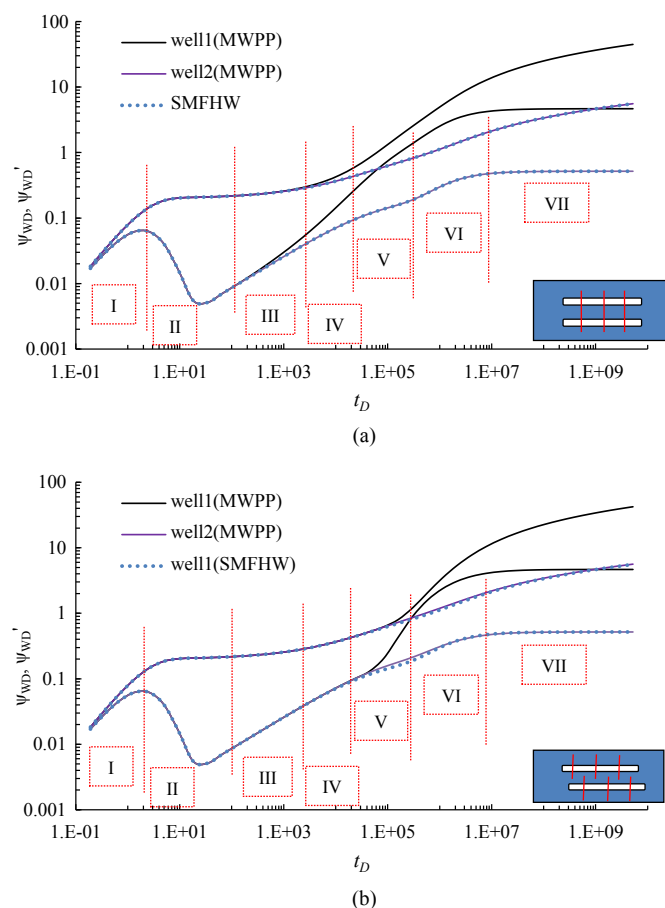 100
10
1
0.1
0.01
0.001
ψWD, ψWD'
well1(MWPP)
well2(MWPP)
SMFHW
I
II
III
IV
V
VI
VII
1.E-01 1.E+01 1.E+03 1.E+05 1.E+07 1.E+09
tD
(a)
100
10
1
0.1
0.01
0.001
ψWD, ψWD'
well1(MWPP)
well2(MWPP)
well1(SMFHW)
I
II
III
IV
V
VI
VII
1.E-01 1.E+01 1.E+03 1.E+05 1.E+07 1.E+09
tD
(b)